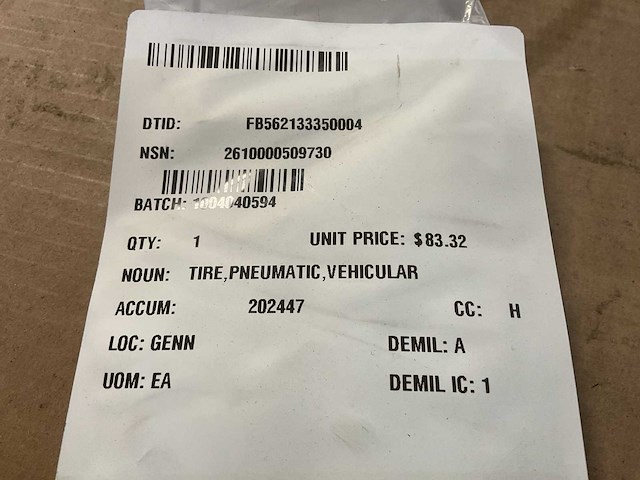 DTID: FB562133350004
NSN: 2610000509730
BATCH: 1004040594
QTY: 1 UNIT PRICE: $83.32
NOUN: TIRE,PNEUMATIC,VEHICULAR
ACCUM: 202447 CC: H
LOC: GENN DEMIL: A
UOM: EA DEMIL IC: 1